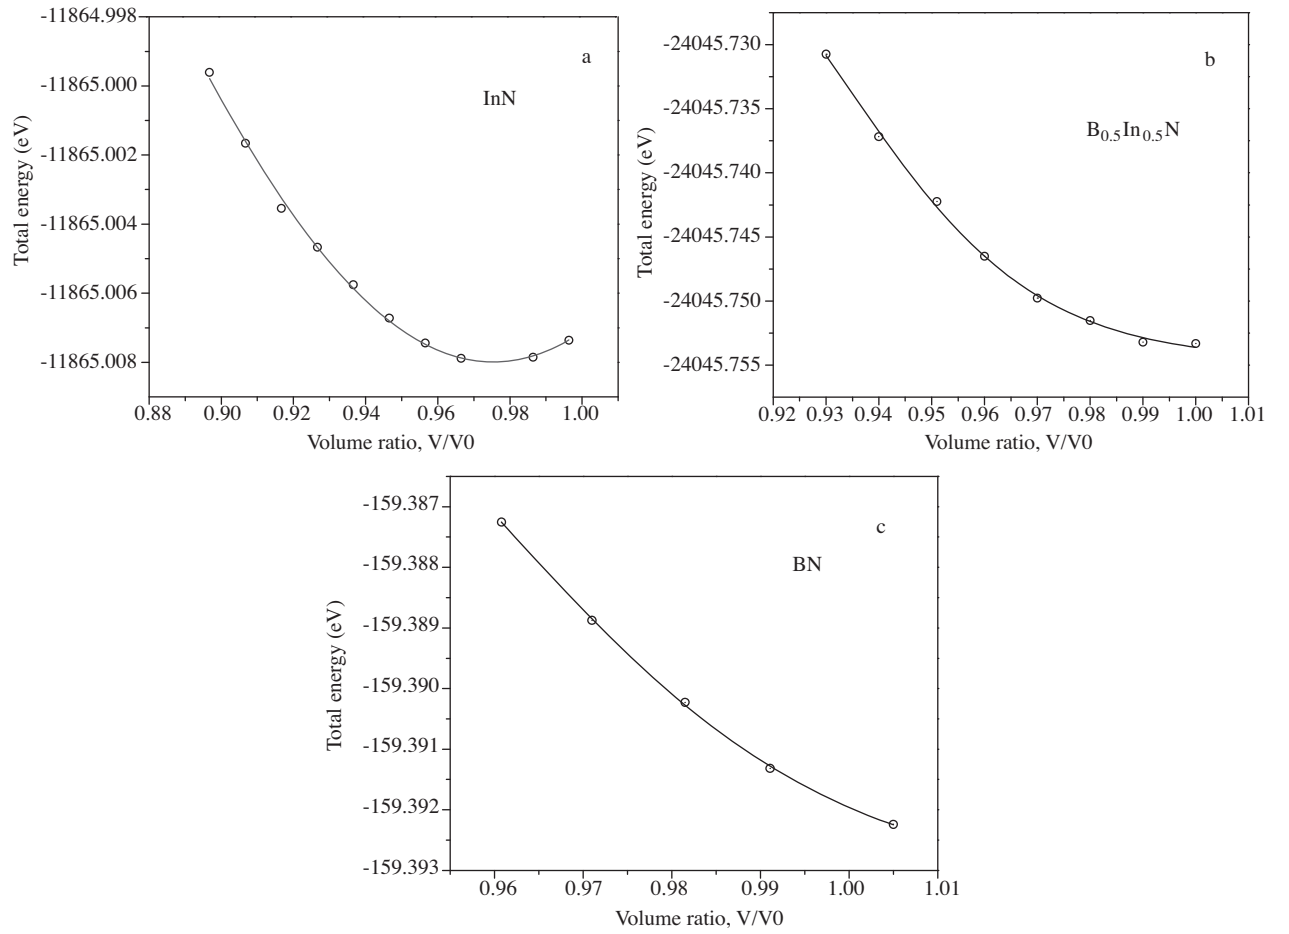 -11864.998
-11865.000
-11865.002
-11865.004
-11865.006
-11865.008
Total energy (eV)
a
InN
0.88 0.90 0.92 0.94 0.96 0.98 1.00
Volume ratio, V/V0
-24045.730
-24045.735
-24045.740
-24045.745
-24045.750
-24045.755
Total energy (eV)
b
B0.5In0.5N
0.92 0.93 0.94 0.95 0.96 0.97 0.98 0.99 1.00 1.01
Volume ratio, V/V0
-159.387
-159.388
-159.389
-159.390
-159.391
-159.392
-159.393
Total energy (eV)
c
BN
0.96 0.97 0.98 0.99 1.00 1.01
Volume ratio, V/V0